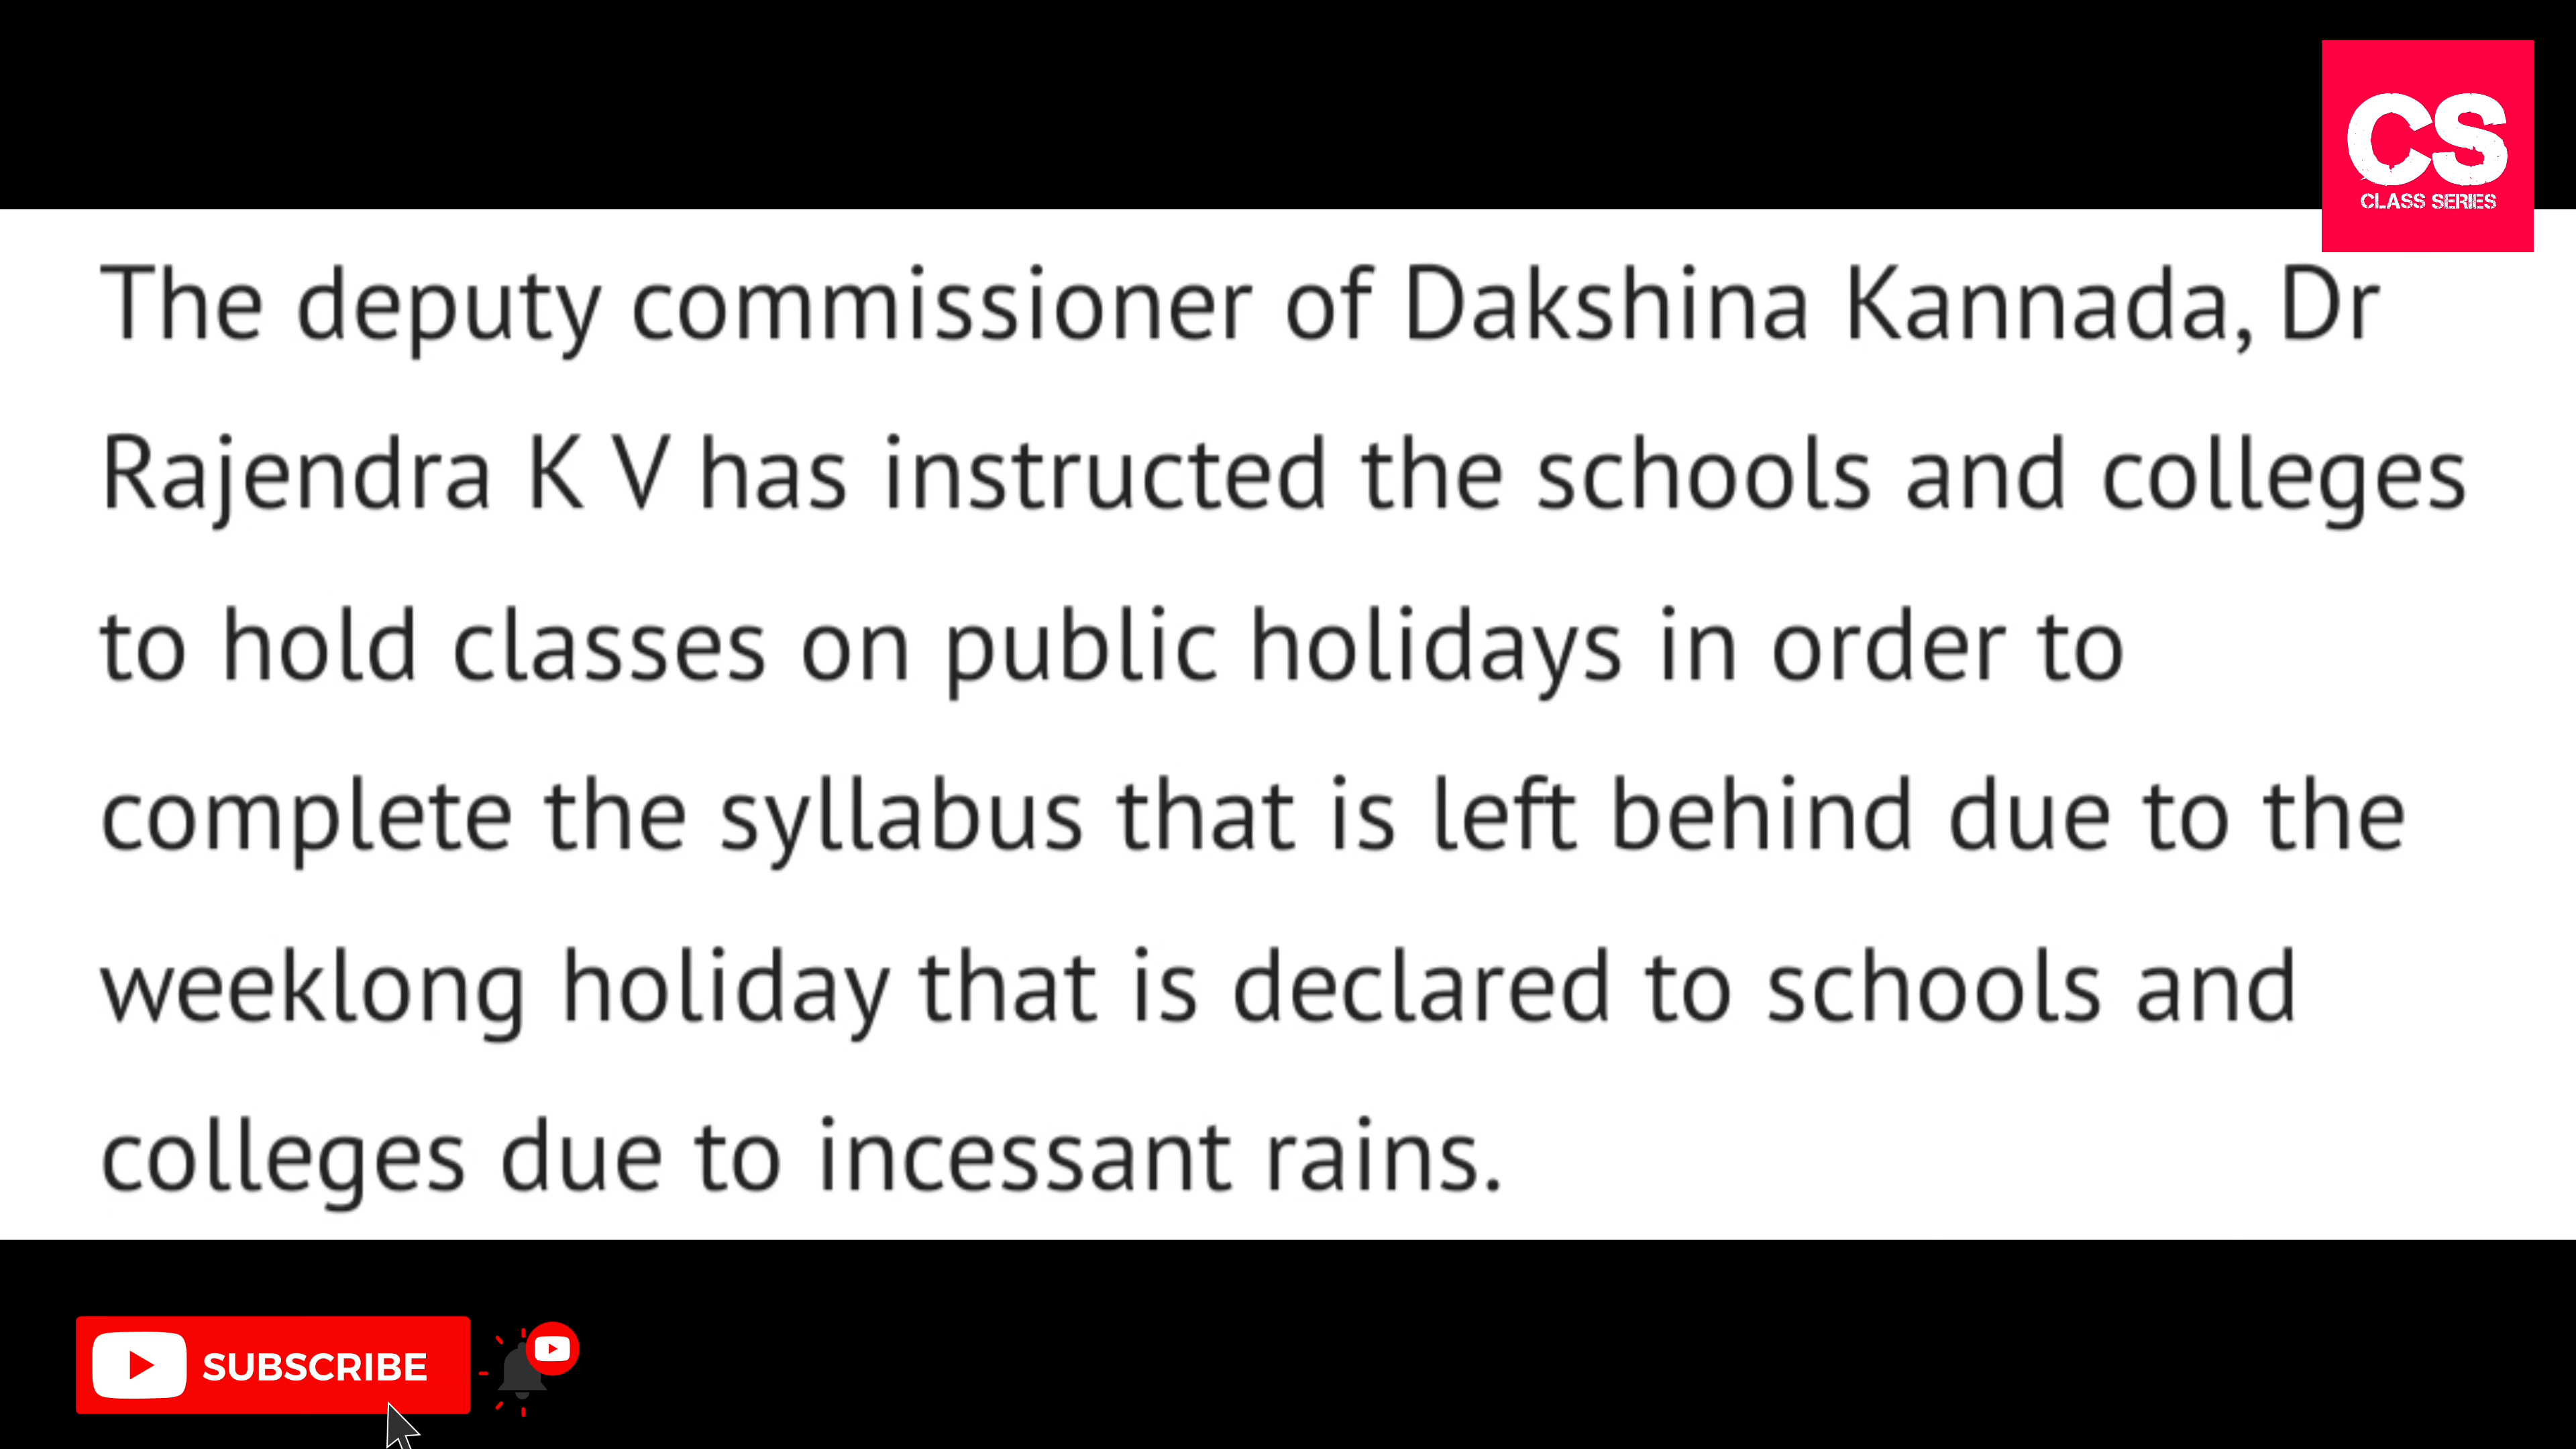 CS
CLASS SERIES
The deputy commissioner of Dakshina Kannada, Dr
Rajendra K V has instructed the schools and colleges
to hold classes on public holidays in order to
complete the syllabus that is left behind due to the
weeklong holiday that is declared to schools and
colleges due to incessant rains.
SUBSCRIBE